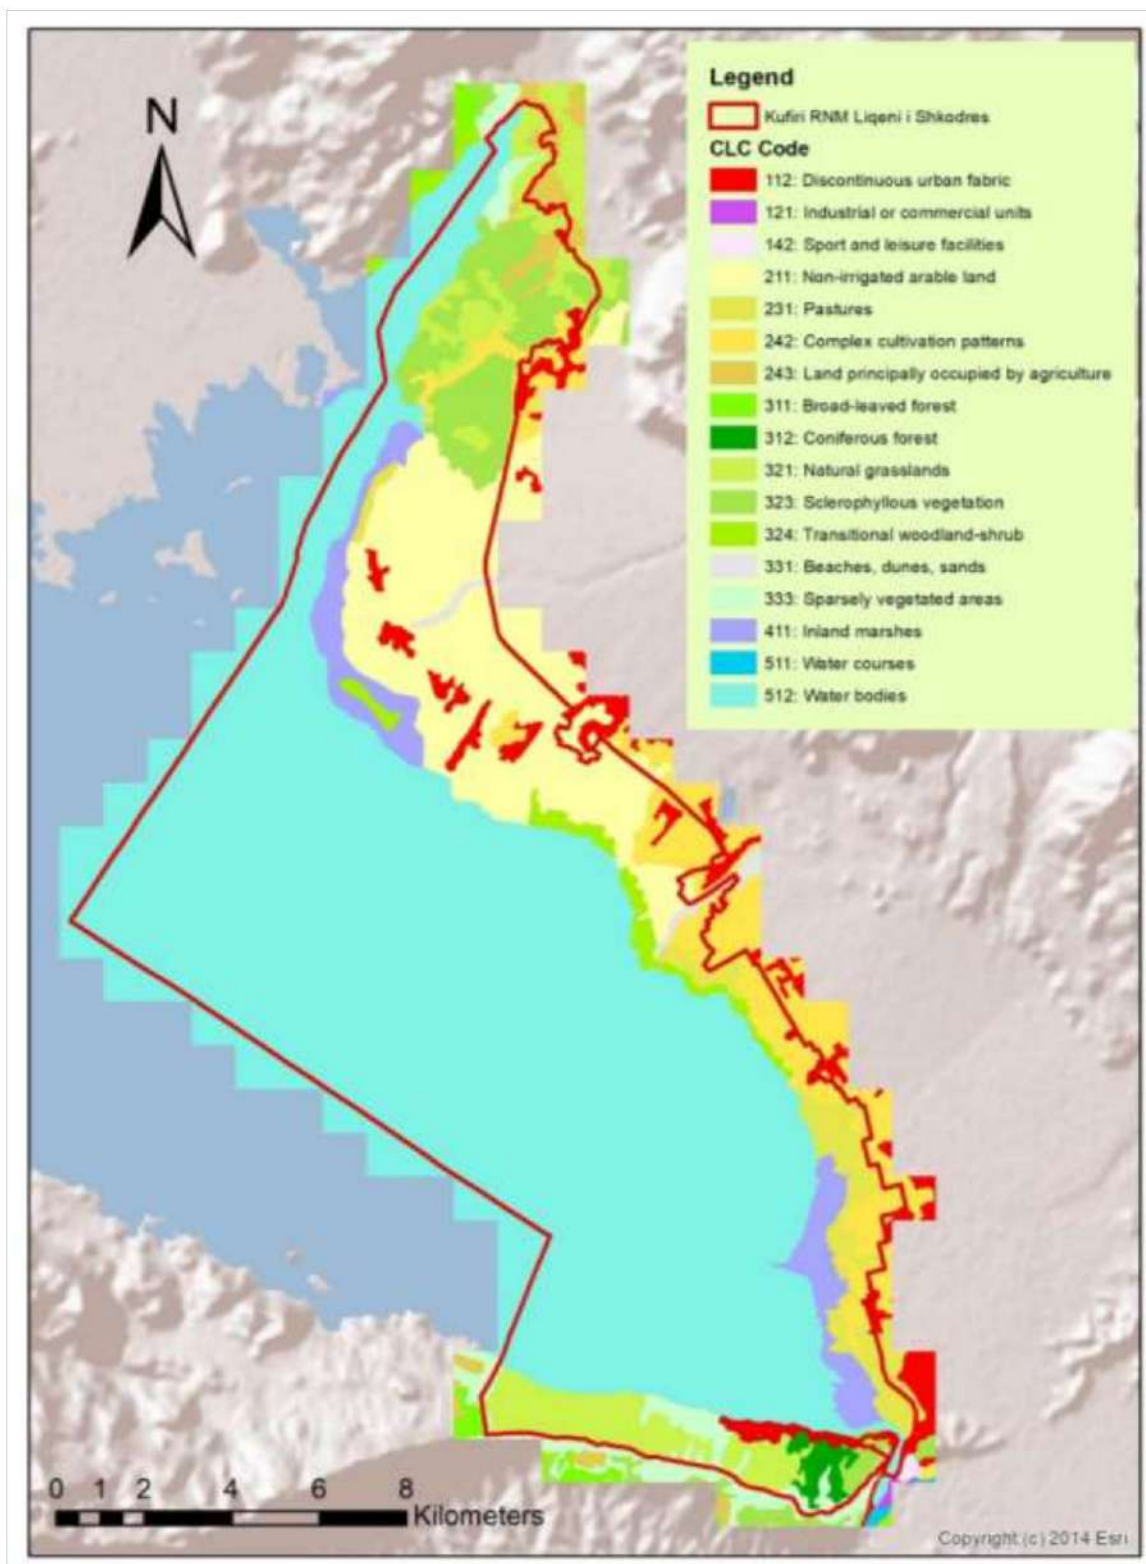 N
Legend
Kufiri RNM Liqeni i Shkodres
CLC Code
112: Discontinuous urban fabric
121: Industrial or commercial units
142: Sport and leisure facilities
211: Non-irrigated arable land
231: Pastures
242: Complex cultivation patterns
243: Land principally occupied by agriculture
311: Broad-leaved forest
312: Coniferous forest
321: Natural grasslands
323: Sclerophyllous vegetation
324: Transitional woodland-shrub
331: Beaches, dunes, sands
333: Sparsely vegetated areas
411: Inland marshes
511: Water courses
512: Water bodies
0 1 2 4 6 8
Kilometers
Copyright:(c) 2014 Esri